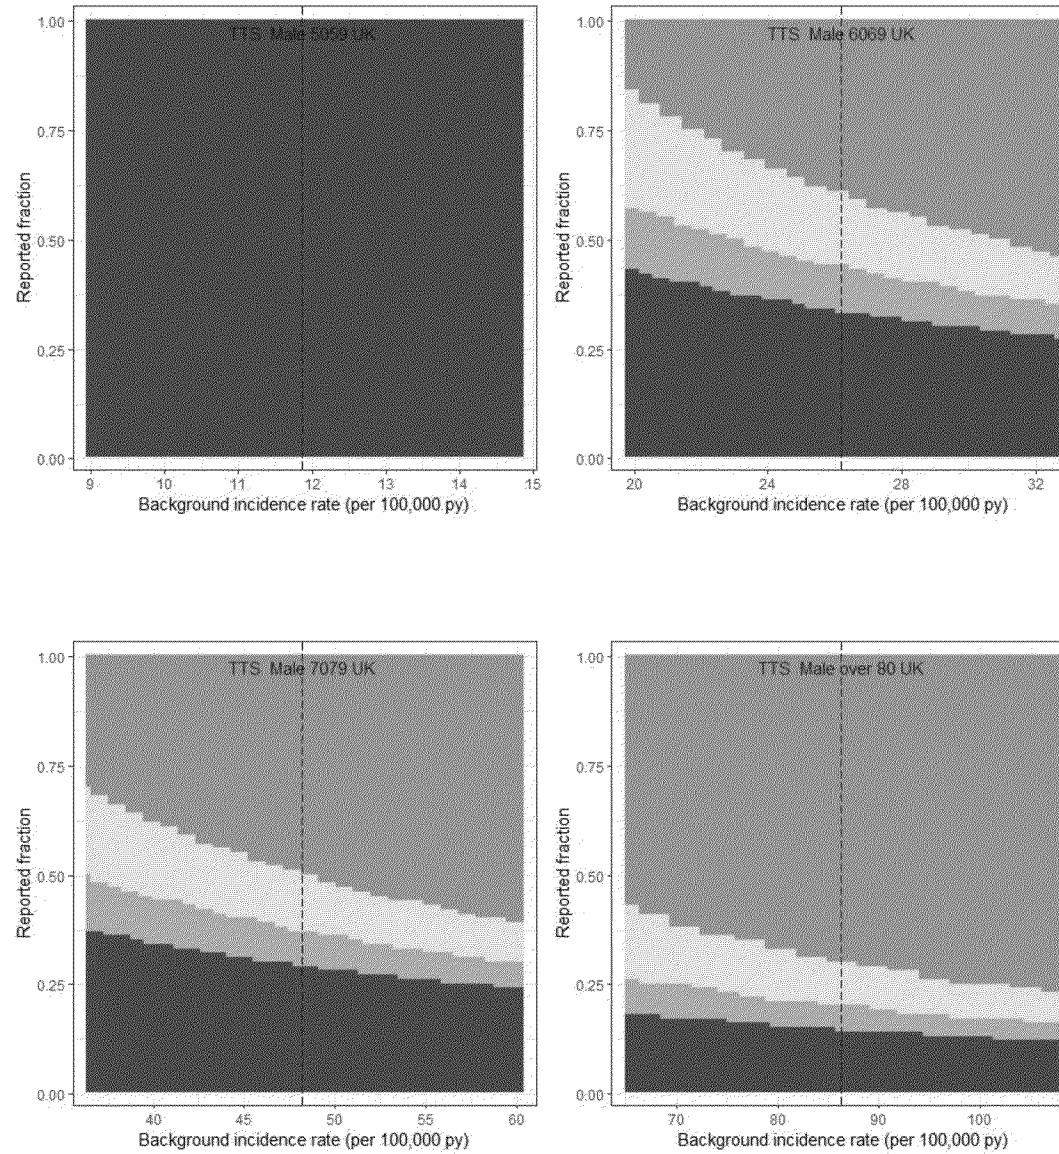 TTS Male 5059 UK
Reported fraction
1.00
0.75
0.50
0.25
0.00
9 10 11 12 13 14 15
Background incidence rate (per 100,000 py)
TTS Male 6069 UK
Reported fraction
1.00
0.75
0.50
0.25
0.00
20 24 28 32
Background incidence rate (per 100,000 py)
TTS Male 7079 UK
Reported fraction
1.00
0.75
0.50
0.25
0.00
40 45 50 55 60
Background incidence rate (per 100,000 py)
TTS Male over 80 UK
Reported fraction
1.00
0.75
0.50
0.25
0.00
70 80 90 100
Background incidence rate (per 100,000 py)